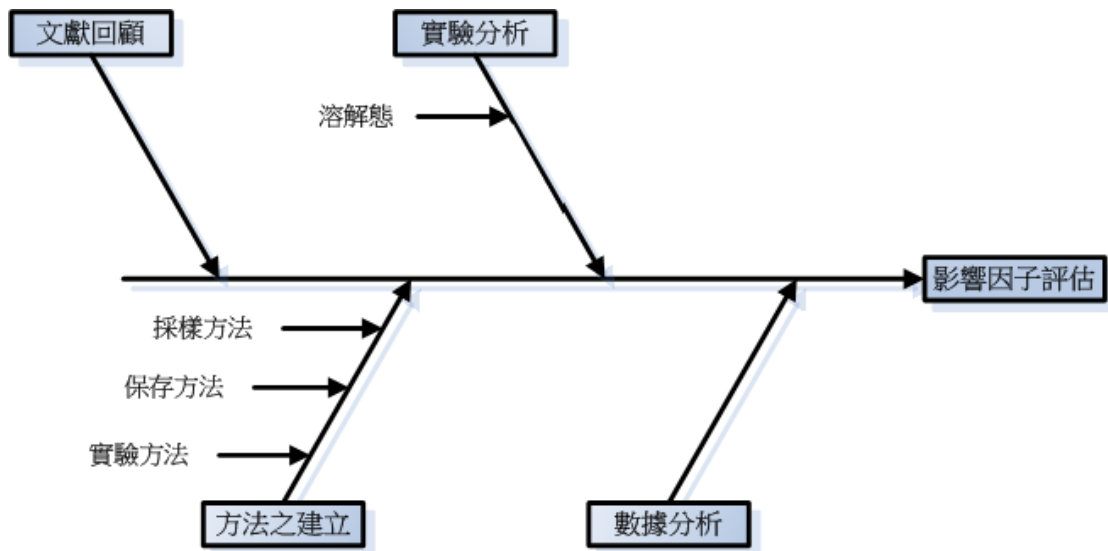 文獻回顧
實驗分析
溶解態
影響因子評估
採樣方法
保存方法
實驗方法
方法之建立
數據分析